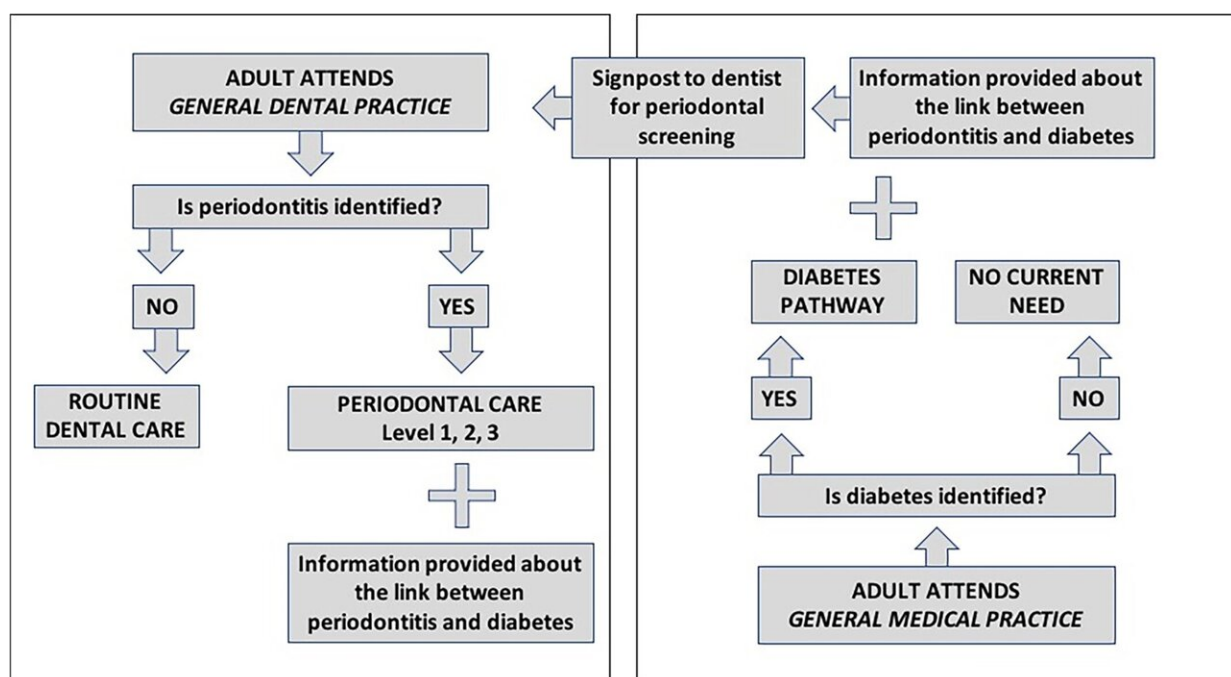 ADULT ATTENDS
GENERAL DENTAL PRACTICE
Is periodontitis identified?
NO
YES
ROUTINE
DENTAL CARE
PERIODONTAL CARE
Level 1, 2, 3
Information provided about
the link between
periodontitis and diabetes
Signpost to dentist
for periodontal
screening
Information provided about
the link between
periodontitis and diabetes
DIABETES
PATHWAY
NO CURRENT
NEED
YES
NO
Is diabetes identified?
ADULT ATTENDS
GENERAL MEDICAL PRACTICE